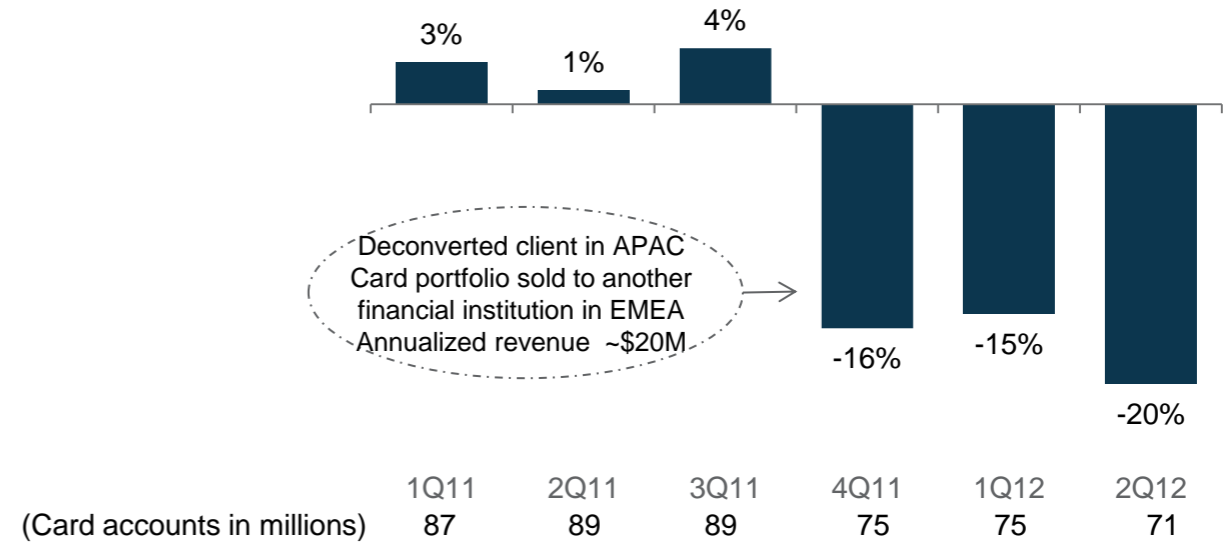 3%
1%
4%
Deconverted client in APAC
Card portfolio sold to another
financial institution in EMEA
Annualized revenue ~$20M
-16%
-15%
-20%
1Q11 2Q11 3Q11 4Q11 1Q12 2Q12
(Card accounts in millions) 87 89 89 75 75 71